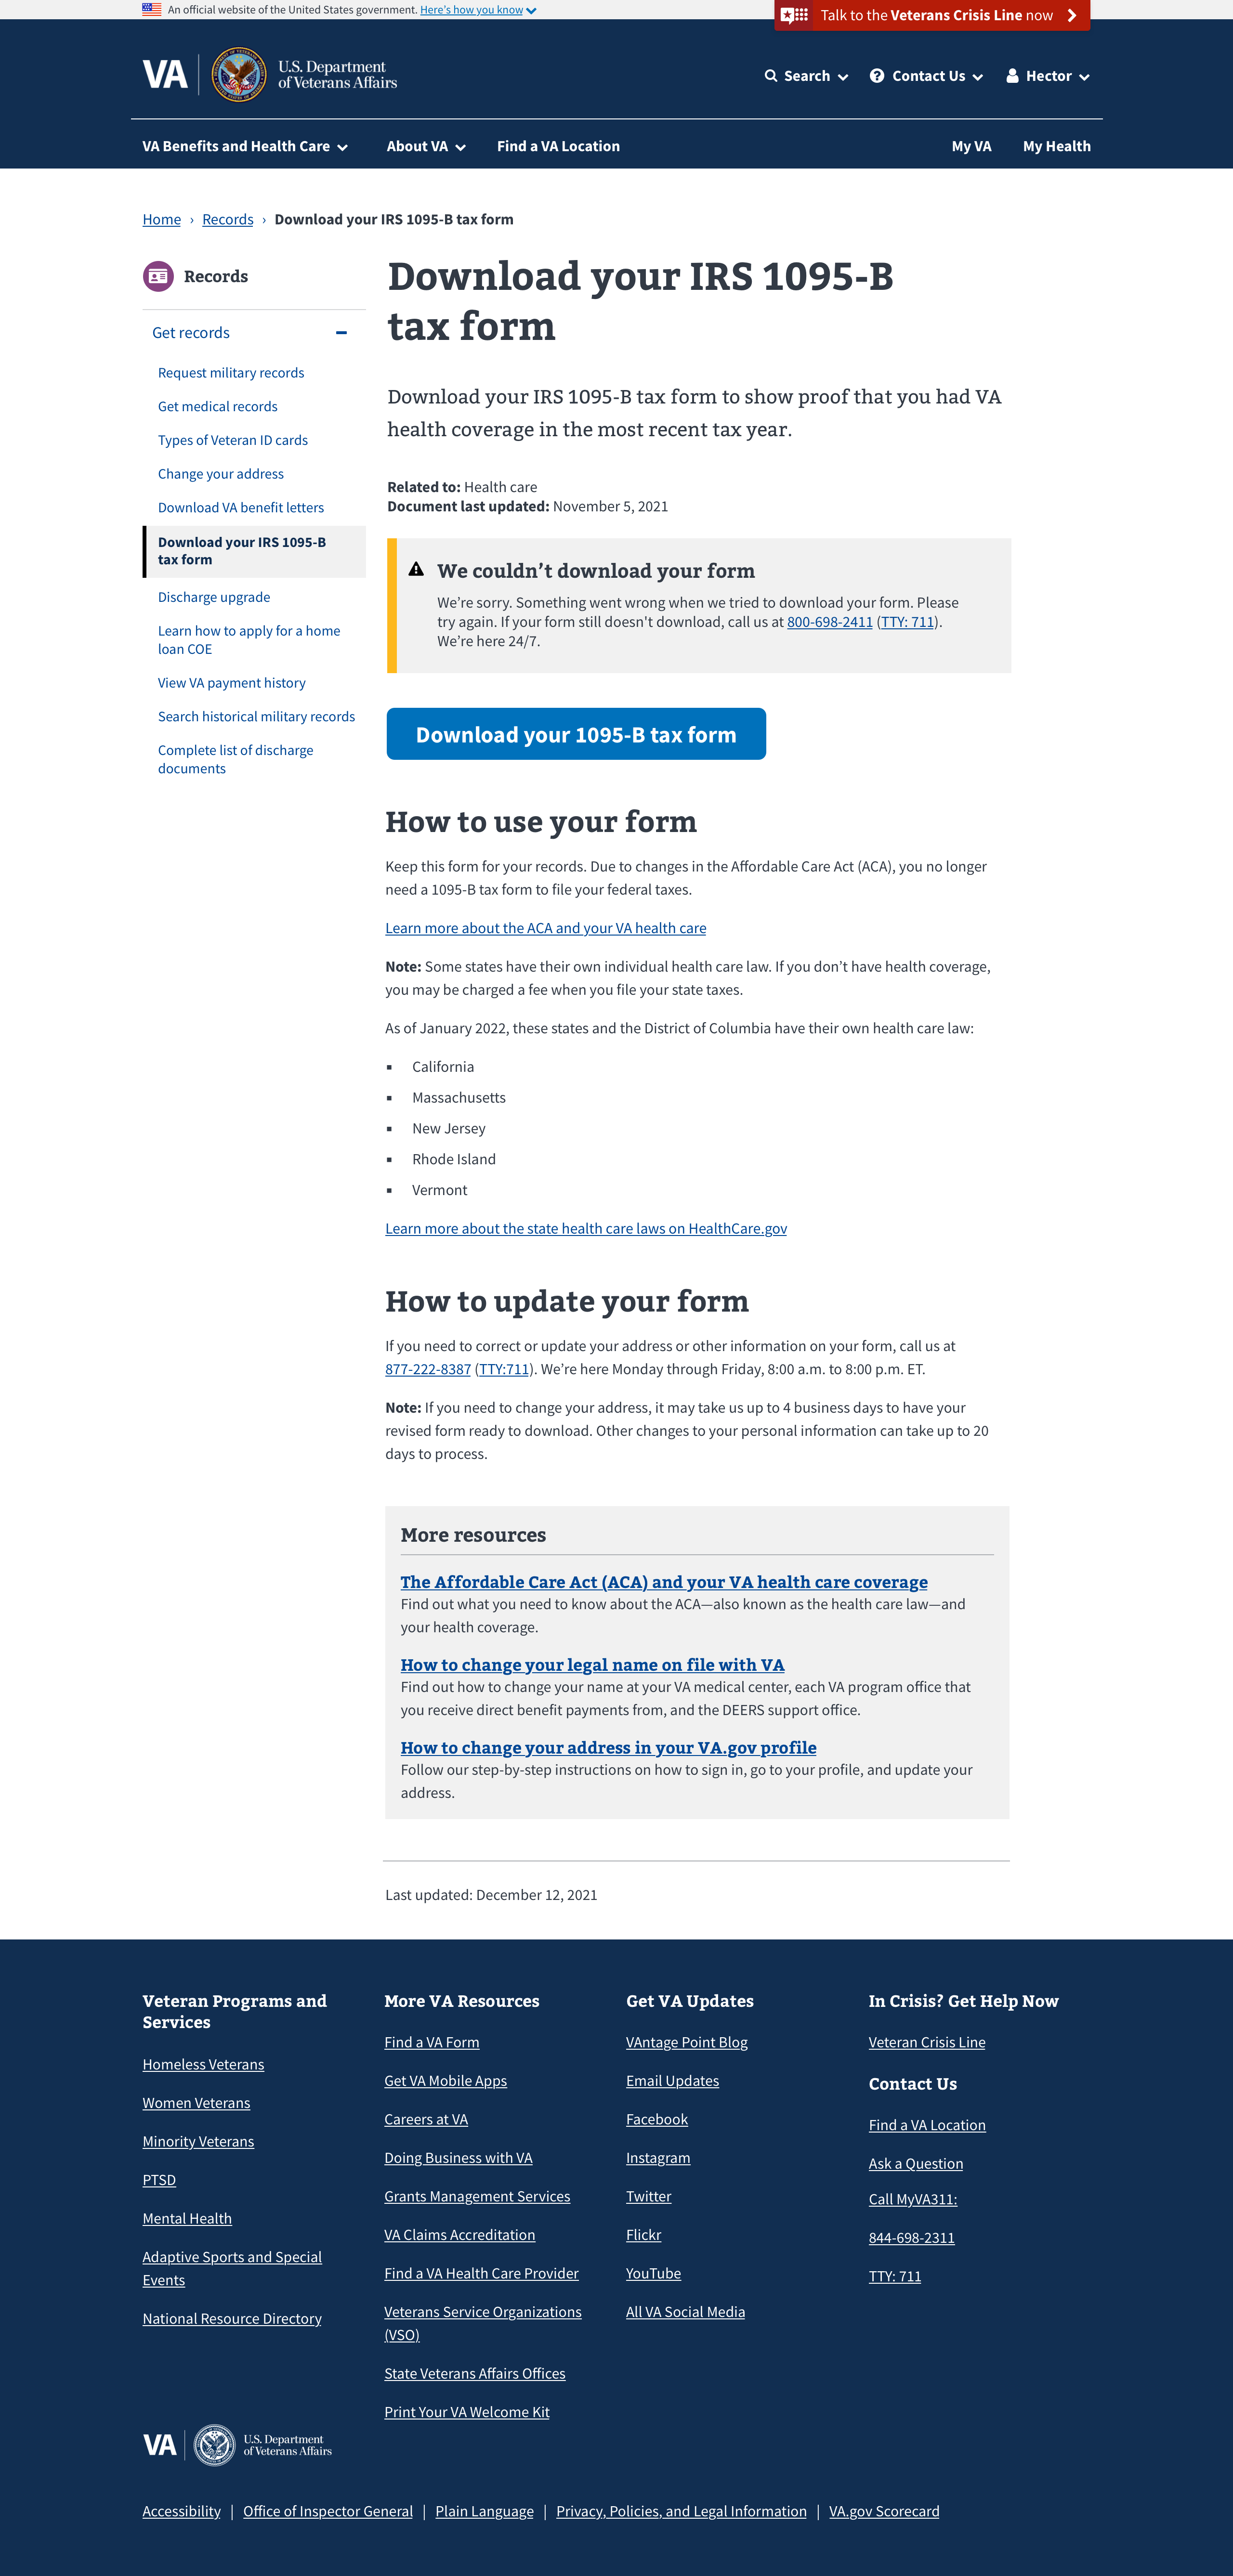 An official website of the United States government. Here's how you know
Talk to the Veterans Crisis Line now
VA
U.S. Department
of Veterans Affairs
Search
Contact Us
Hector
VA Benefits and Health Care
About VA
Find a VA Location
My VA
My Health
Home › Records › Download your IRS 1095-B tax form
Records
Get records
Request military records
Get medical records
Types of Veteran ID cards
Change your address
Download VA benefit letters
Download your IRS 1095-B
tax form
Discharge upgrade
Learn how to apply for a home
loan COE
View VA payment history
Search historical military records
Complete list of discharge
documents
Download your IRS 1095-B
tax form
Download your IRS 1095-B tax form to show proof that you had VA
health coverage in the most recent tax year.
Related to: Health care
Document last updated: November 5, 2021
We couldn’t download your form
We’re sorry. Something went wrong when we tried to download your form. Please
try again. If your form still doesn't download, call us at 800-698-2411 (TTY: 711).
We’re here 24/7.
Download your 1095-B tax form
How to use your form
Keep this form for your records. Due to changes in the Affordable Care Act (ACA), you no longer
need a 1095-B tax form to file your federal taxes.
Learn more about the ACA and your VA health care
Note: Some states have their own individual health care law. If you don’t have health coverage,
you may be charged a fee when you file your state taxes.
As of January 2022, these states and the District of Columbia have their own health care law:
▪ California
▪ Massachusetts
▪ New Jersey
▪ Rhode Island
▪ Vermont
Learn more about the state health care laws on HealthCare.gov
How to update your form
If you need to correct or update your address or other information on your form, call us at
877-222-8387 (TTY:711). We’re here Monday through Friday, 8:00 a.m. to 8:00 p.m. ET.
Note: If you need to change your address, it may take us up to 4 business days to have your
revised form ready to download. Other changes to your personal information can take up to 20
days to process.
More resources
The Affordable Care Act (ACA) and your VA health care coverage
Find out what you need to know about the ACA—also known as the health care law—and
your health coverage.
How to change your legal name on file with VA
Find out how to change your name at your VA medical center, each VA program office that
you receive direct benefit payments from, and the DEERS support office.
How to change your address in your VA.gov profile
Follow our step-by-step instructions on how to sign in, go to your profile, and update your
address.
Last updated: December 12, 2021
Veteran Programs and
Services
Homeless Veterans
Women Veterans
Minority Veterans
PTSD
Mental Health
Adaptive Sports and Special
Events
National Resource Directory
More VA Resources
Find a VA Form
Get VA Mobile Apps
Careers at VA
Doing Business with VA
Grants Management Services
VA Claims Accreditation
Find a VA Health Care Provider
Veterans Service Organizations
(VSO)
State Veterans Affairs Offices
Print Your VA Welcome Kit
Get VA Updates
VAntage Point Blog
Email Updates
Facebook
Instagram
Twitter
Flickr
YouTube
All VA Social Media
In Crisis? Get Help Now
Veteran Crisis Line
Contact Us
Find a VA Location
Ask a Question
Call MyVA311:
844-698-2311
TTY: 711
VA
U.S. Department
of Veterans Affairs
Accessibility | Office of Inspector General | Plain Language | Privacy, Policies, and Legal Information | VA.gov Scorecard